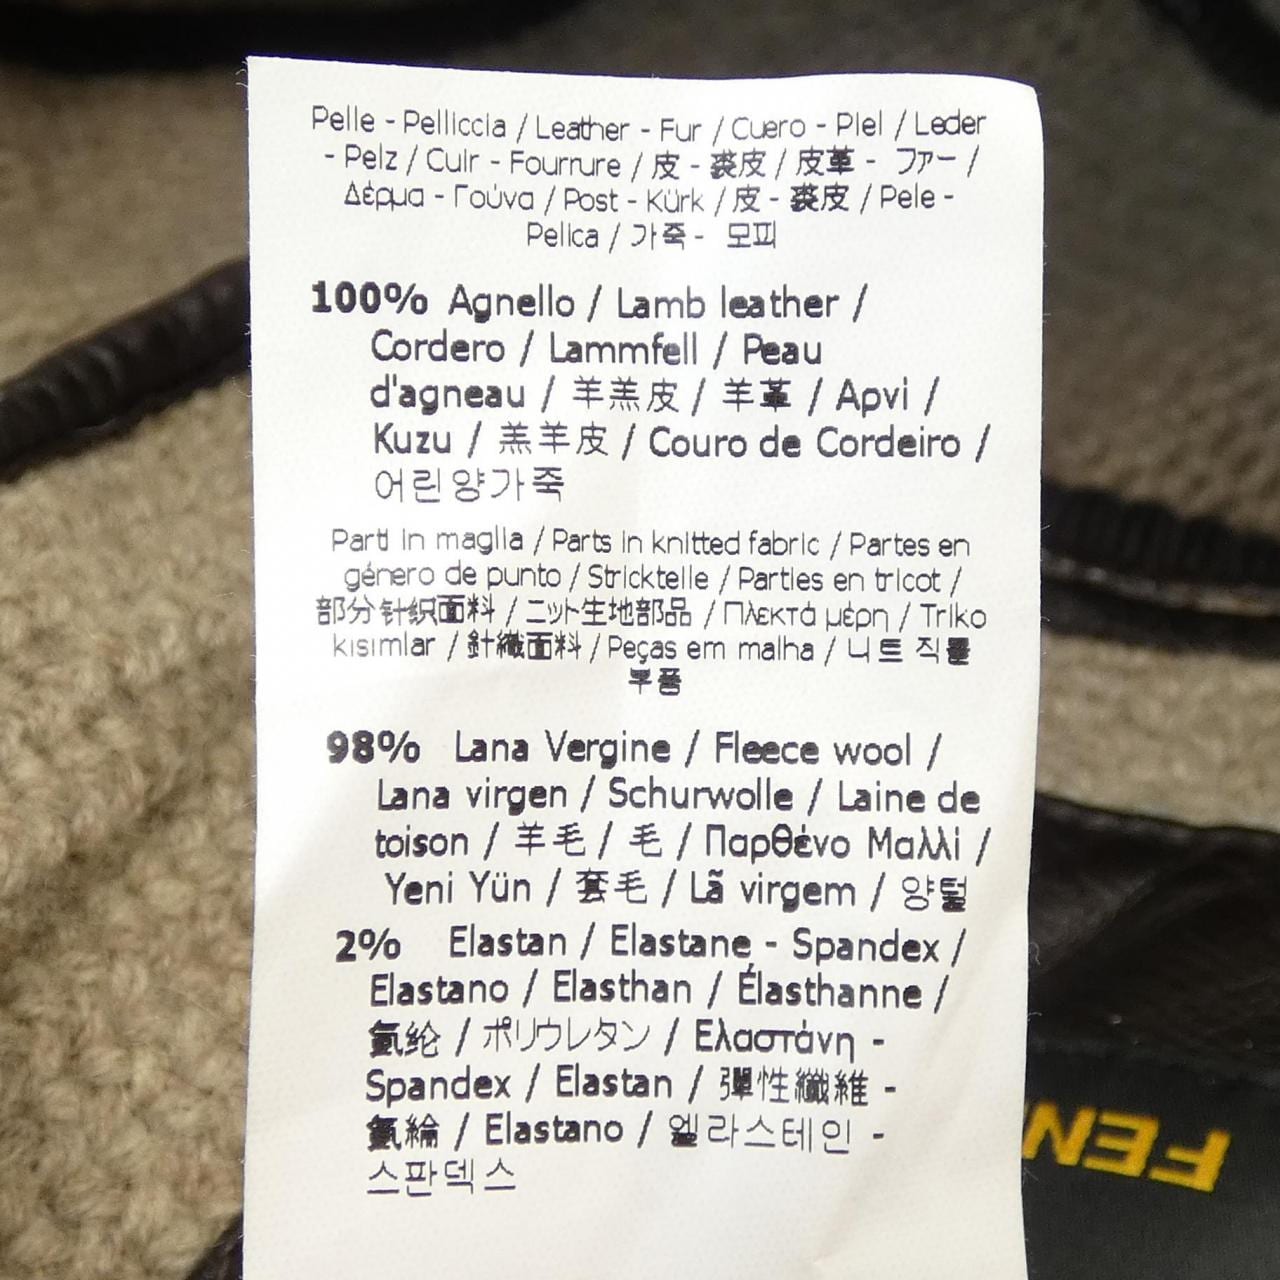 Pelle - Pelliccia / Leather - Fur / Cuero - Piel / Leder
- Pelz / Cuir - Fourrure / 皮 - 裘皮 / 皮革 - ファー /
Δέρμα - Γούνα / Post - Kürk / 皮 - 裘皮 / Pele -
Pelica / 가죽 - 모피
100% Agnello / Lamb leather /
Cordero / Lammfell / Peau
d'agneau / 羊羔皮 / 羊革 / Αρνί /
Kuzu / 羔羊皮 / Couro de Cordeiro /
어린양가죽
Parti in maglia / Parts in knitted fabric / Partes en
género de punto / Strickteile / Parties en tricot /
部分针织面料 / ニット生地部品 / Πλεκτά μέρη / Triko
kısımlar / 針織面料 / Peças em malha / 니트 직물
부품
98% Lana Vergine / Fleece wool /
Lana virgen / Schurwolle / Laine de
toison / 羊毛 / 毛 / Παρθένο Μαλλί /
Yeni Yün / 套毛 / Lã virgem / 양털
2% Elastan / Elastane - Spandex /
Elastano / Elasthan / Élasthanne /
氨纶 / ポリウレタン / Ελαστάνη -
Spandex / Elastan / 彈性纖維 -
氨綸 / Elastano / 엘라스테인 -
스판덱스
FEN